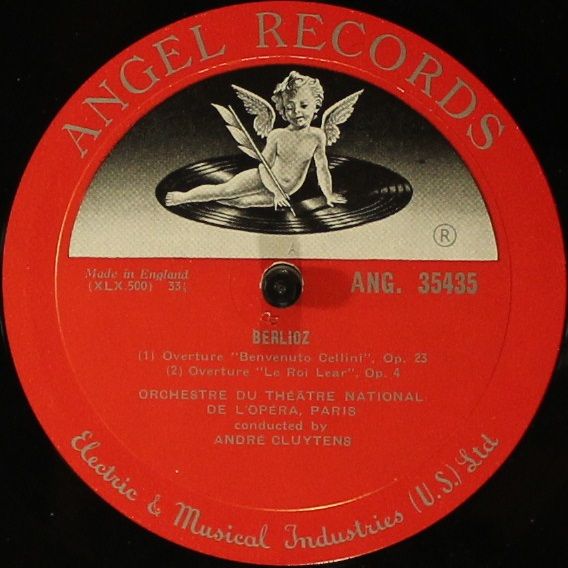 ANGEL RECORDS
®
A
Made in England
(XLX.500) 33⅓
ANG. 35435
BERLIOZ
(1) Overture "Benvenuto Cellini", Op. 23
(2) Overture "Le Roi Lear", Op. 4
ORCHESTRE DU THÉÂTRE NATIONAL
DE L'OPÉRA, PARIS
conducted by
ANDRÉ CLUYTENS
Electric & Musical Industries (U.S.) Ltd